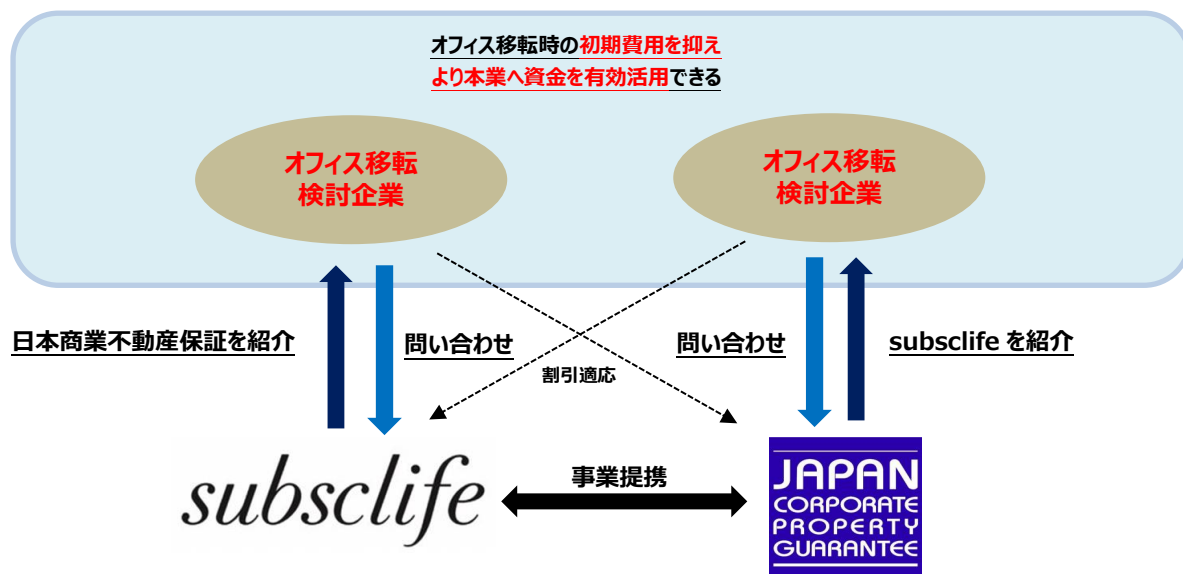 オフィス移転時の初期費用を抑え
より本業へ資金を有効活用できる
オフィス移転
検討企業
オフィス移転
検討企業
日本商業不動産保証を紹介
問い合わせ
問い合わせ
subsclife を紹介
割引適応
subsclife
事業提携
JAPAN
CORPORATE
PROPERTY
GUARANTEE